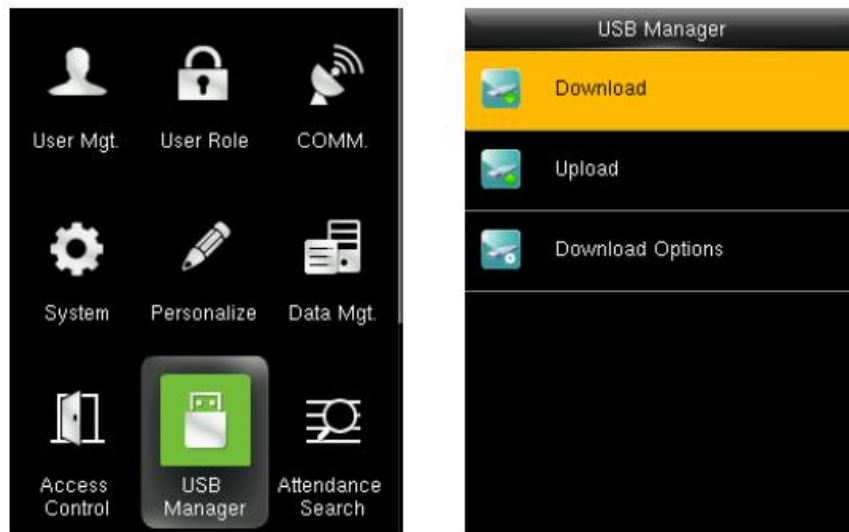 User Mgt.
User Role
COMM.
System
Personalize
Data Mgt.
Access
Control
USB
Manager
Attendance
Search
USB Manager
Download
Upload
Download Options